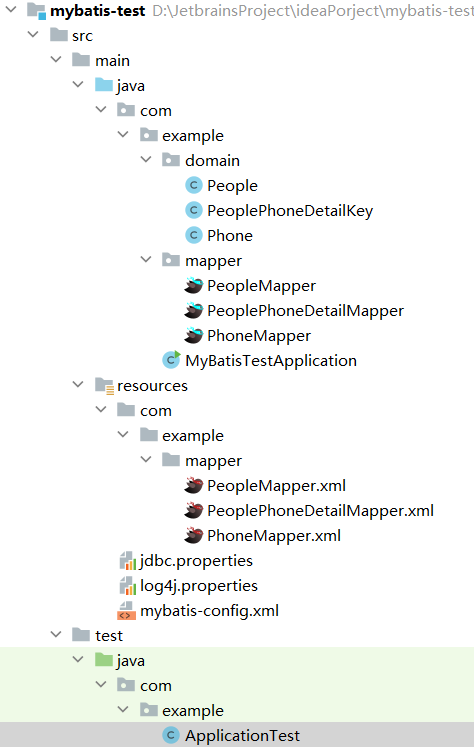 mybatis-test D:\JetbrainsProject\ideaPorject\mybatis-test
src
main
java
com
example
domain
People
PeoplePhoneDetailKey
Phone
mapper
PeopleMapper
PeoplePhoneDetailMapper
PhoneMapper
MyBatisTestApplication
resources
com
example
mapper
PeopleMapper.xml
PeoplePhoneDetailMapper.xml
PhoneMapper.xml
jdbc.properties
log4j.properties
mybatis-config.xml
test
java
com
example
ApplicationTest